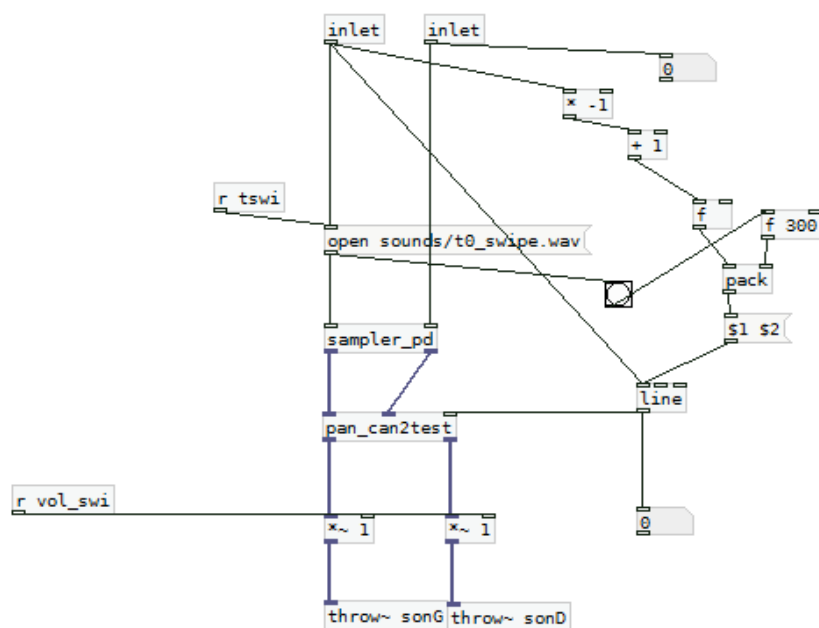 inlet
inlet
0
* -1
+ 1
r tswi
f
f 300
open sounds/t0_swipe.wav
pack
$1 $2
sampler_pd
line
pan_can2test
r vol_swi
*~ 1
*~ 1
0
throw~ sonG
throw~ sonD